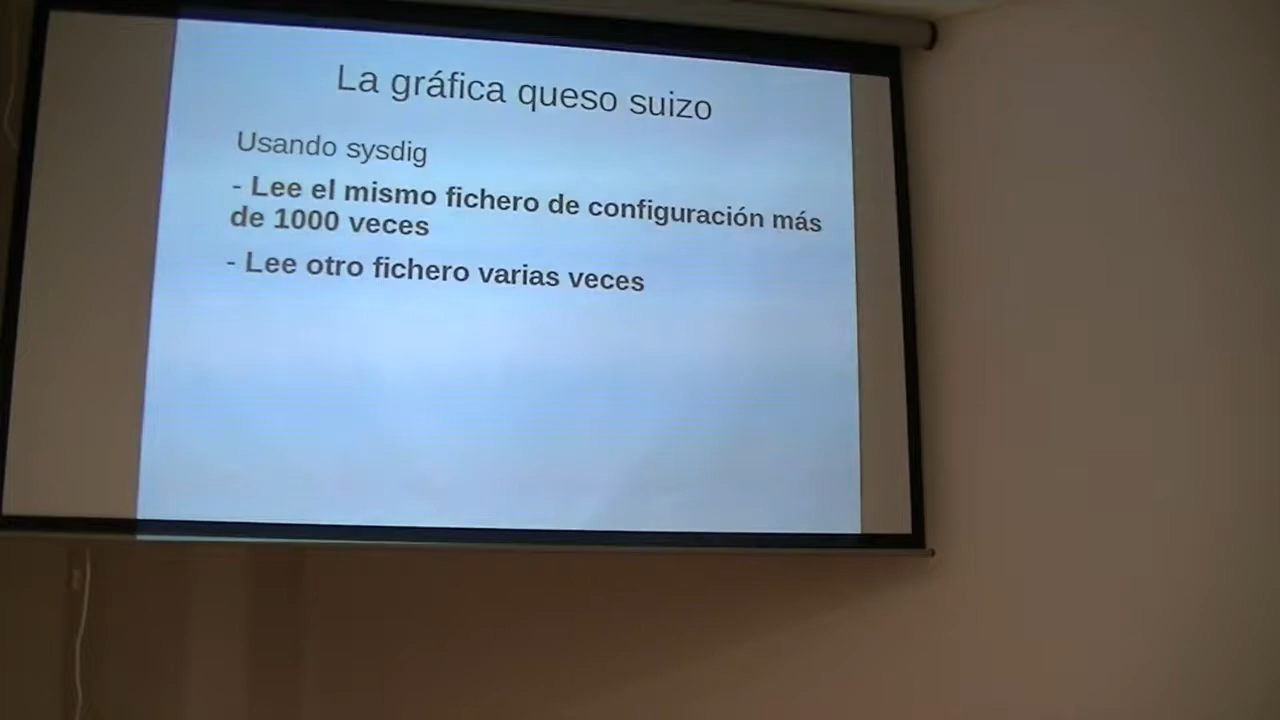 La gráfica queso suizo
Usando sysdig
- Lee el mismo fichero de configuración más
de 1000 veces
- Lee otro fichero varias veces